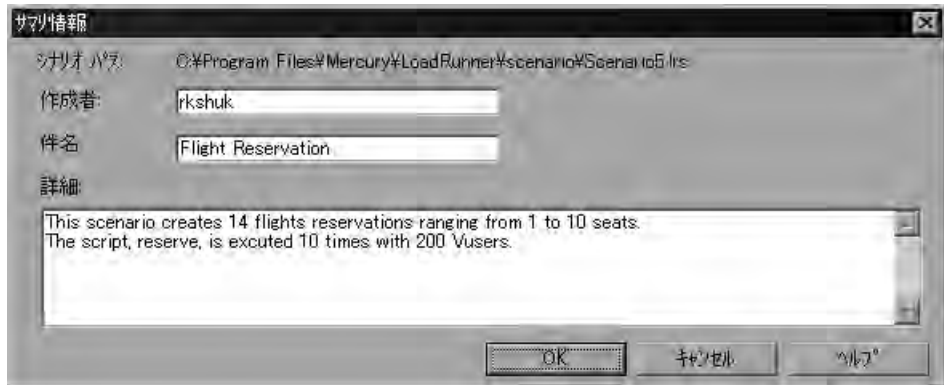 サマリ情報
シナリオ パス: C:¥Program Files¥Mercury¥LoadRunner¥scenario¥Scenario5.lrs
作成者: rkshuk
件名 Flight Reservation
詳細:
This scenario creates 14 flights reservations ranging from 1 to 10 seats.
The script, reserve, is excuted 10 times with 200 Vusers.
OK キャンセル ヘルプ